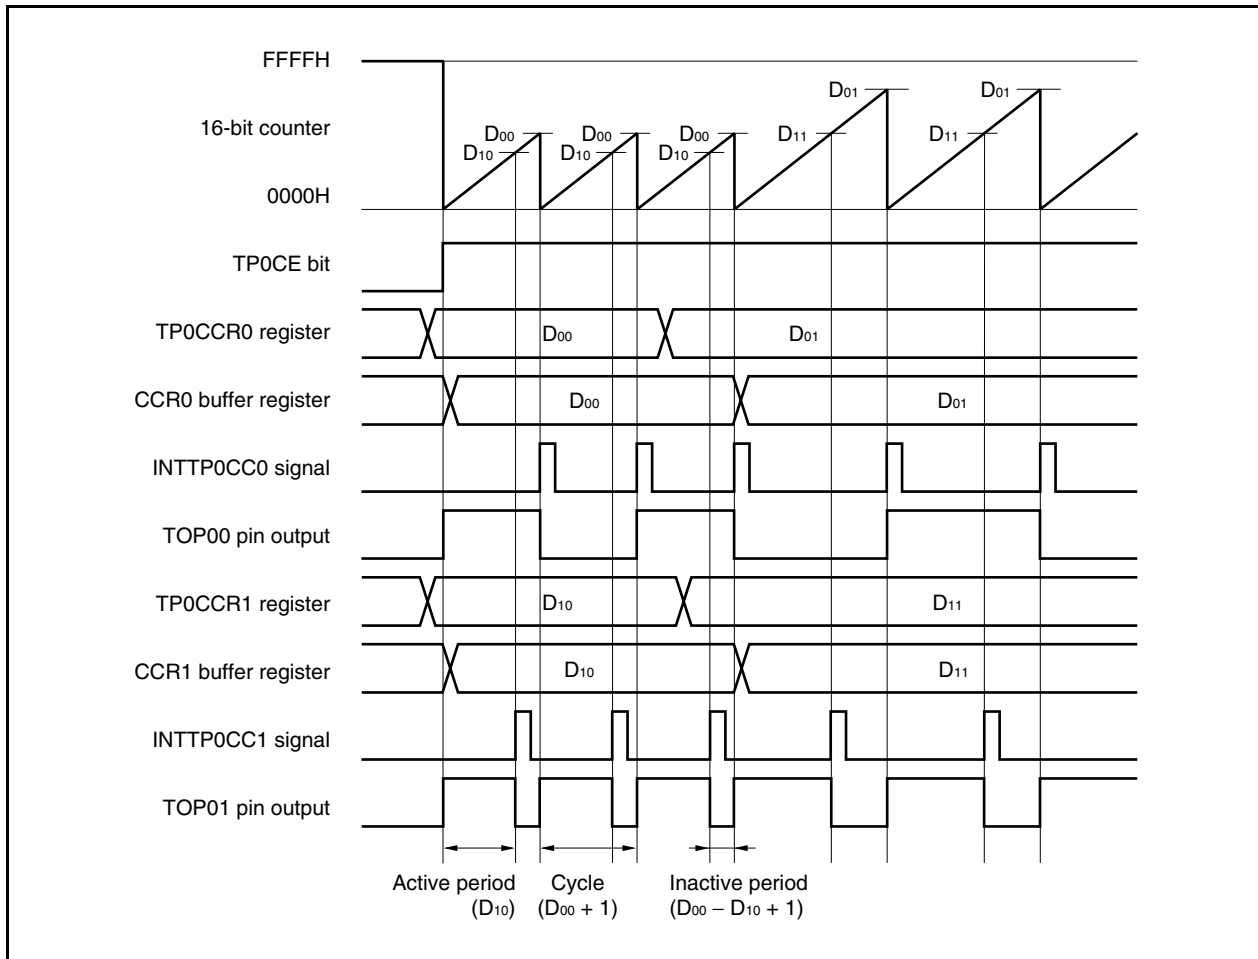 FFFFH
16-bit counter
0000H
D01 D01
D00 D00 D00 D11 D11
D10 D10 D10
TP0CE bit
TP0CCR0 register D00 D01
CCR0 buffer register D00 D01
INTTP0CC0 signal
TOP00 pin output
TP0CCR1 register D10 D11
CCR1 buffer register D10 D11
INTTP0CC1 signal
TOP01 pin output
Active period
(D10)
Cycle
(D00 + 1)
Inactive period
(D00 − D10 + 1)